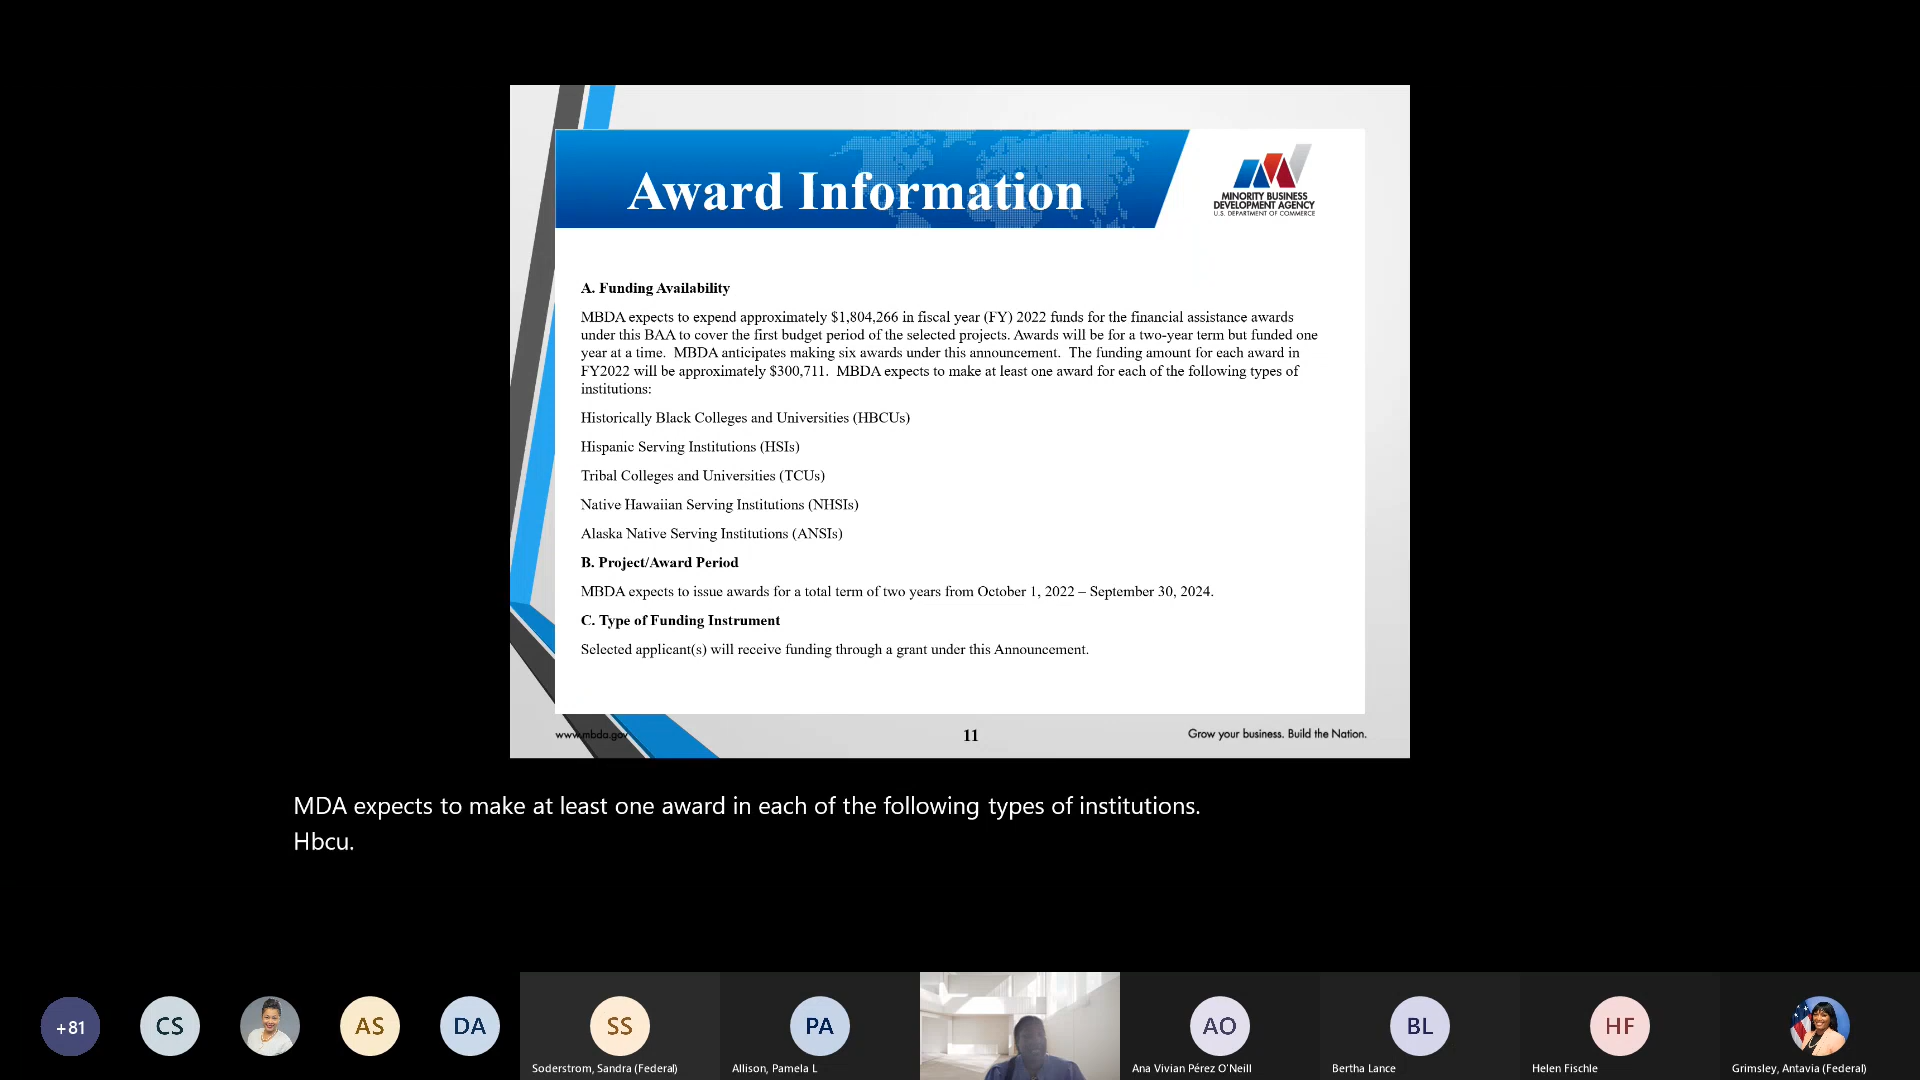 Award Information
MINORITY BUSINESS
DEVELOPMENT AGENCY
U.S. DEPARTMENT OF COMMERCE
A. Funding Availability
MBDA expects to expend approximately $1,804,266 in fiscal year (FY) 2022 funds for the financial assistance awards
under this BAA to cover the first budget period of the selected projects. Awards will be for a two-year term but funded one
year at a time.  MBDA anticipates making six awards under this announcement.  The funding amount for each award in
FY2022 will be approximately $300,711.  MBDA expects to make at least one award for each of the following types of
institutions:
Historically Black Colleges and Universities (HBCUs)
Hispanic Serving Institutions (HSIs)
Tribal Colleges and Universities (TCUs)
Native Hawaiian Serving Institutions (NHSIs)
Alaska Native Serving Institutions (ANSIs)
B. Project/Award Period
MBDA expects to issue awards for a total term of two years from October 1, 2022 – September 30, 2024.
C. Type of Funding Instrument
Selected applicant(s) will receive funding through a grant under this Announcement.
www.mbda.gov
11
Grow your business. Build the Nation.
MDA expects to make at least one award in each of the following types of institutions.
Hbcu.
+81
CS
AS
DA
SS
PA
AO
BL
HF
Soderstrom, Sandra (Federal)
Allison, Pamela L
Ana Vivian Pérez O'Neill
Bertha Lance
Helen Fischle
Grimsley, Antavia (Federal)